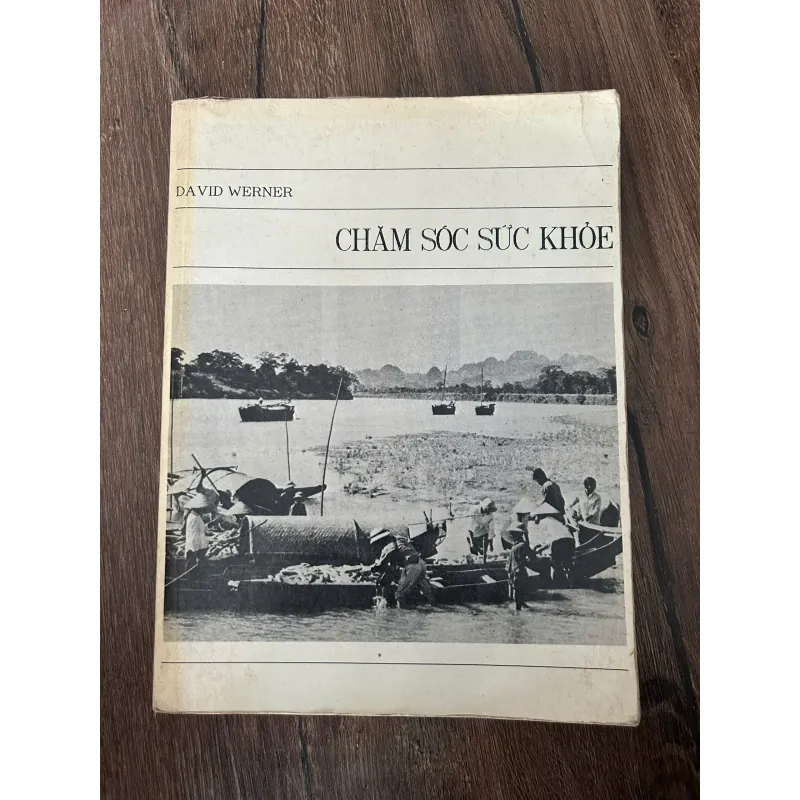 DAVID WERNER
CHĂM SÓC SỨC KHỎE